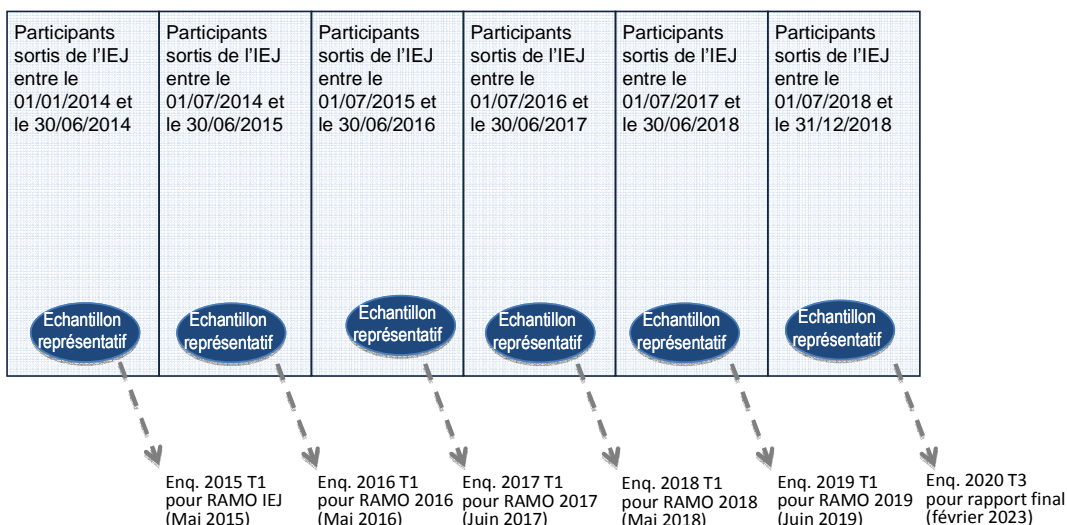 Participants
sortis de l'IEJ
entre le
01/01/2014 et
le 30/06/2014
Participants
sortis de l'IEJ
entre le
01/07/2014 et
le 30/06/2015
Participants
sortis de l'IEJ
entre le
01/07/2015 et
le 30/06/2016
Participants
sortis de l'IEJ
entre le
01/07/2016 et
le 30/06/2017
Participants
sortis de l'IEJ
entre le
01/07/2017 et
le 30/06/2018
Participants
sortis de l'IEJ
entre le
01/07/2018 et
le 31/12/2018
Echantillon
représentatif
Echantillon
représentatif
Echantillon
représentatif
Echantillon
représentatif
Echantillon
représentatif
Echantillon
représentatif
Enq. 2015 T1
pour RAMO IEJ
(Mai 2015)
Enq. 2016 T1
pour RAMO 2016
(Mai 2016)
Enq. 2017 T1
pour RAMO 2017
(Juin 2017)
Enq. 2018 T1
pour RAMO 2018
(Mai 2018)
Enq. 2019 T1
pour RAMO 2019
(Juin 2019)
Enq. 2020 T3
pour rapport final
(février 2023)